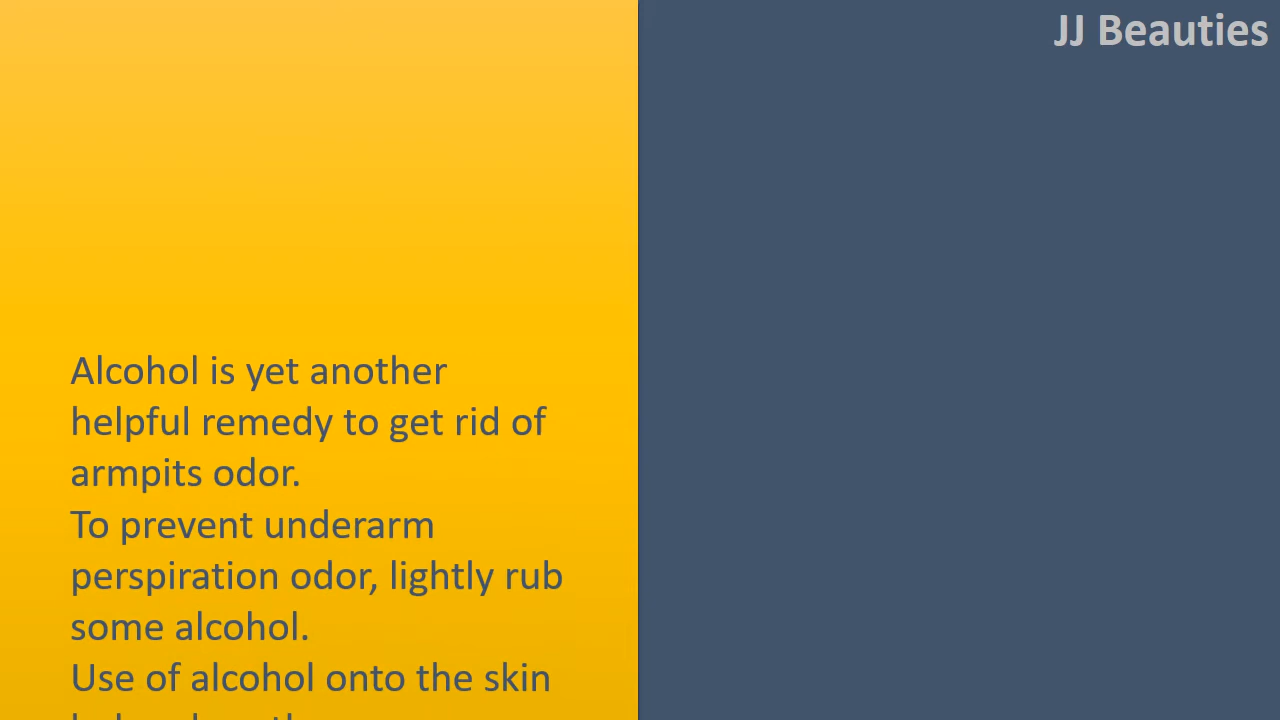 JJ Beauties
Alcohol is yet another
helpful remedy to get rid of
armpits odor.
To prevent underarm
perspiration odor, lightly rub
some alcohol.
Use of alcohol onto the skin